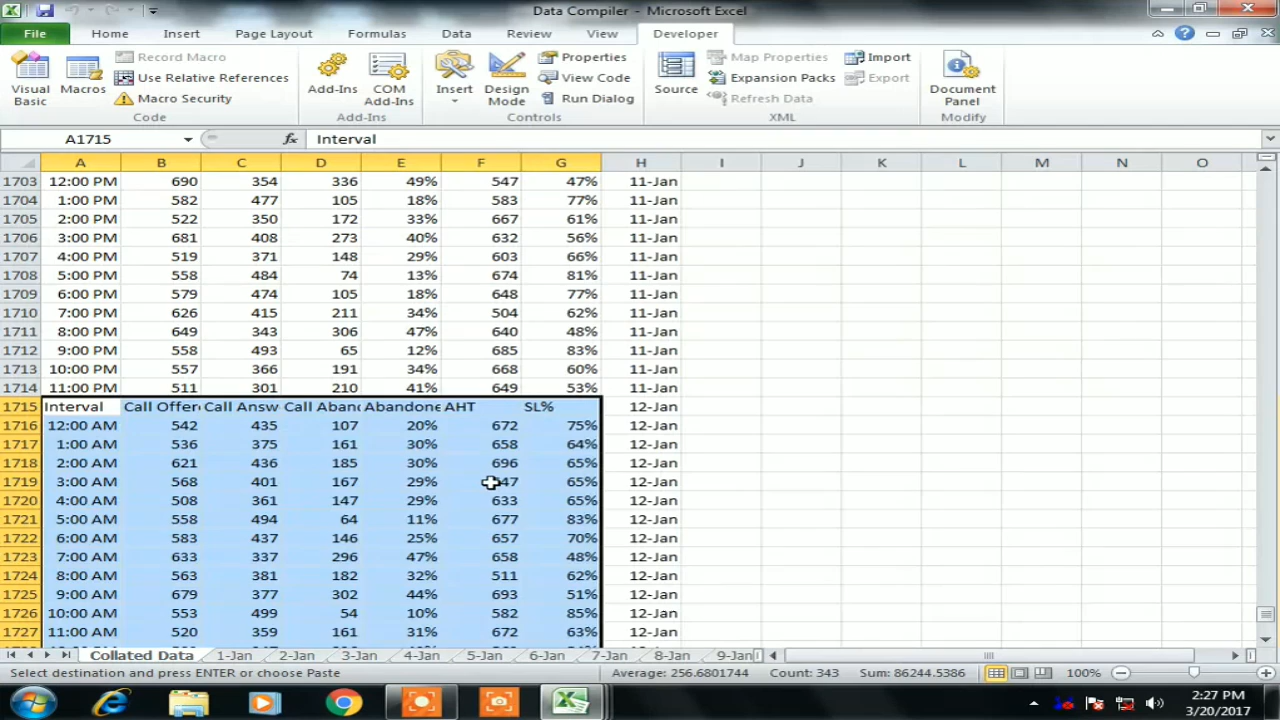 Data Compiler - Microsoft Excel
File Home Insert Page Layout Formulas Data Review View Developer
Visual Basic
Macros
Record Macro
Use Relative References
Macro Security
Code
Add-Ins
COM Add-Ins
Add-Ins
Insert
Design Mode
Properties
View Code
Run Dialog
Controls
Source
Map Properties
Expansion Packs
Refresh Data
Import
Export
XML
Document Panel
Modify
A1715 fx Interval
A B C D E F G H I J K L M N O
1703 12:00 PM 690 354 336 49% 547 47% 11-Jan
1704 1:00 PM 582 477 105 18% 583 77% 11-Jan
1705 2:00 PM 522 350 172 33% 667 61% 11-Jan
1706 3:00 PM 681 408 273 40% 632 56% 11-Jan
1707 4:00 PM 519 371 148 29% 603 66% 11-Jan
1708 5:00 PM 558 484 74 13% 674 81% 11-Jan
1709 6:00 PM 579 474 105 18% 648 77% 11-Jan
1710 7:00 PM 626 415 211 34% 504 62% 11-Jan
1711 8:00 PM 649 343 306 47% 640 48% 11-Jan
1712 9:00 PM 558 493 65 12% 685 83% 11-Jan
1713 10:00 PM 557 366 191 34% 668 60% 11-Jan
1714 11:00 PM 511 301 210 41% 649 53% 11-Jan
1715 Interval Call Offer Call Answ Call Aban Abandone AHT SL% 12-Jan
1716 12:00 AM 542 435 107 20% 672 75% 12-Jan
1717 1:00 AM 536 375 161 30% 658 64% 12-Jan
1718 2:00 AM 621 436 185 30% 696 65% 12-Jan
1719 3:00 AM 568 401 167 29% 47 65% 12-Jan
1720 4:00 AM 508 361 147 29% 633 65% 12-Jan
1721 5:00 AM 558 494 64 11% 677 83% 12-Jan
1722 6:00 AM 583 437 146 25% 657 70% 12-Jan
1723 7:00 AM 633 337 296 47% 658 48% 12-Jan
1724 8:00 AM 563 381 182 32% 511 62% 12-Jan
1725 9:00 AM 679 377 302 44% 693 51% 12-Jan
1726 10:00 AM 553 499 54 10% 582 85% 12-Jan
1727 11:00 AM 520 359 161 31% 672 63% 12-Jan
Collated Data 1-Jan 2-Jan 3-Jan 4-Jan 5-Jan 6-Jan 7-Jan 8-Jan 9-Jan
Select destination and press ENTER or choose Paste Average: 256.6801744 Count: 343 Sum: 86244.5386 100%
2:27 PM
3/20/2017